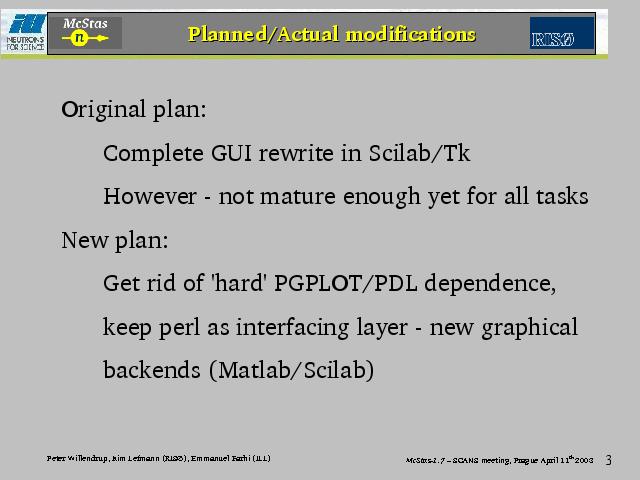 NEUTRONS
FOR SCIENCE
McStas
n
Planned/Actual modifications
RISØ
Original plan:
Complete GUI rewrite in Scilab/Tk
However - not mature enough yet for all tasks
New plan:
Get rid of 'hard' PGPLOT/PDL dependence,
keep perl as interfacing layer - new graphical
backends (Matlab/Scilab)
Peter Willendrup, Kim Lefmann (RISØ), Emmanuel Farhi (ILL)
McStas-1.7 – SCANS meeting, Prague April 11th 2003
3